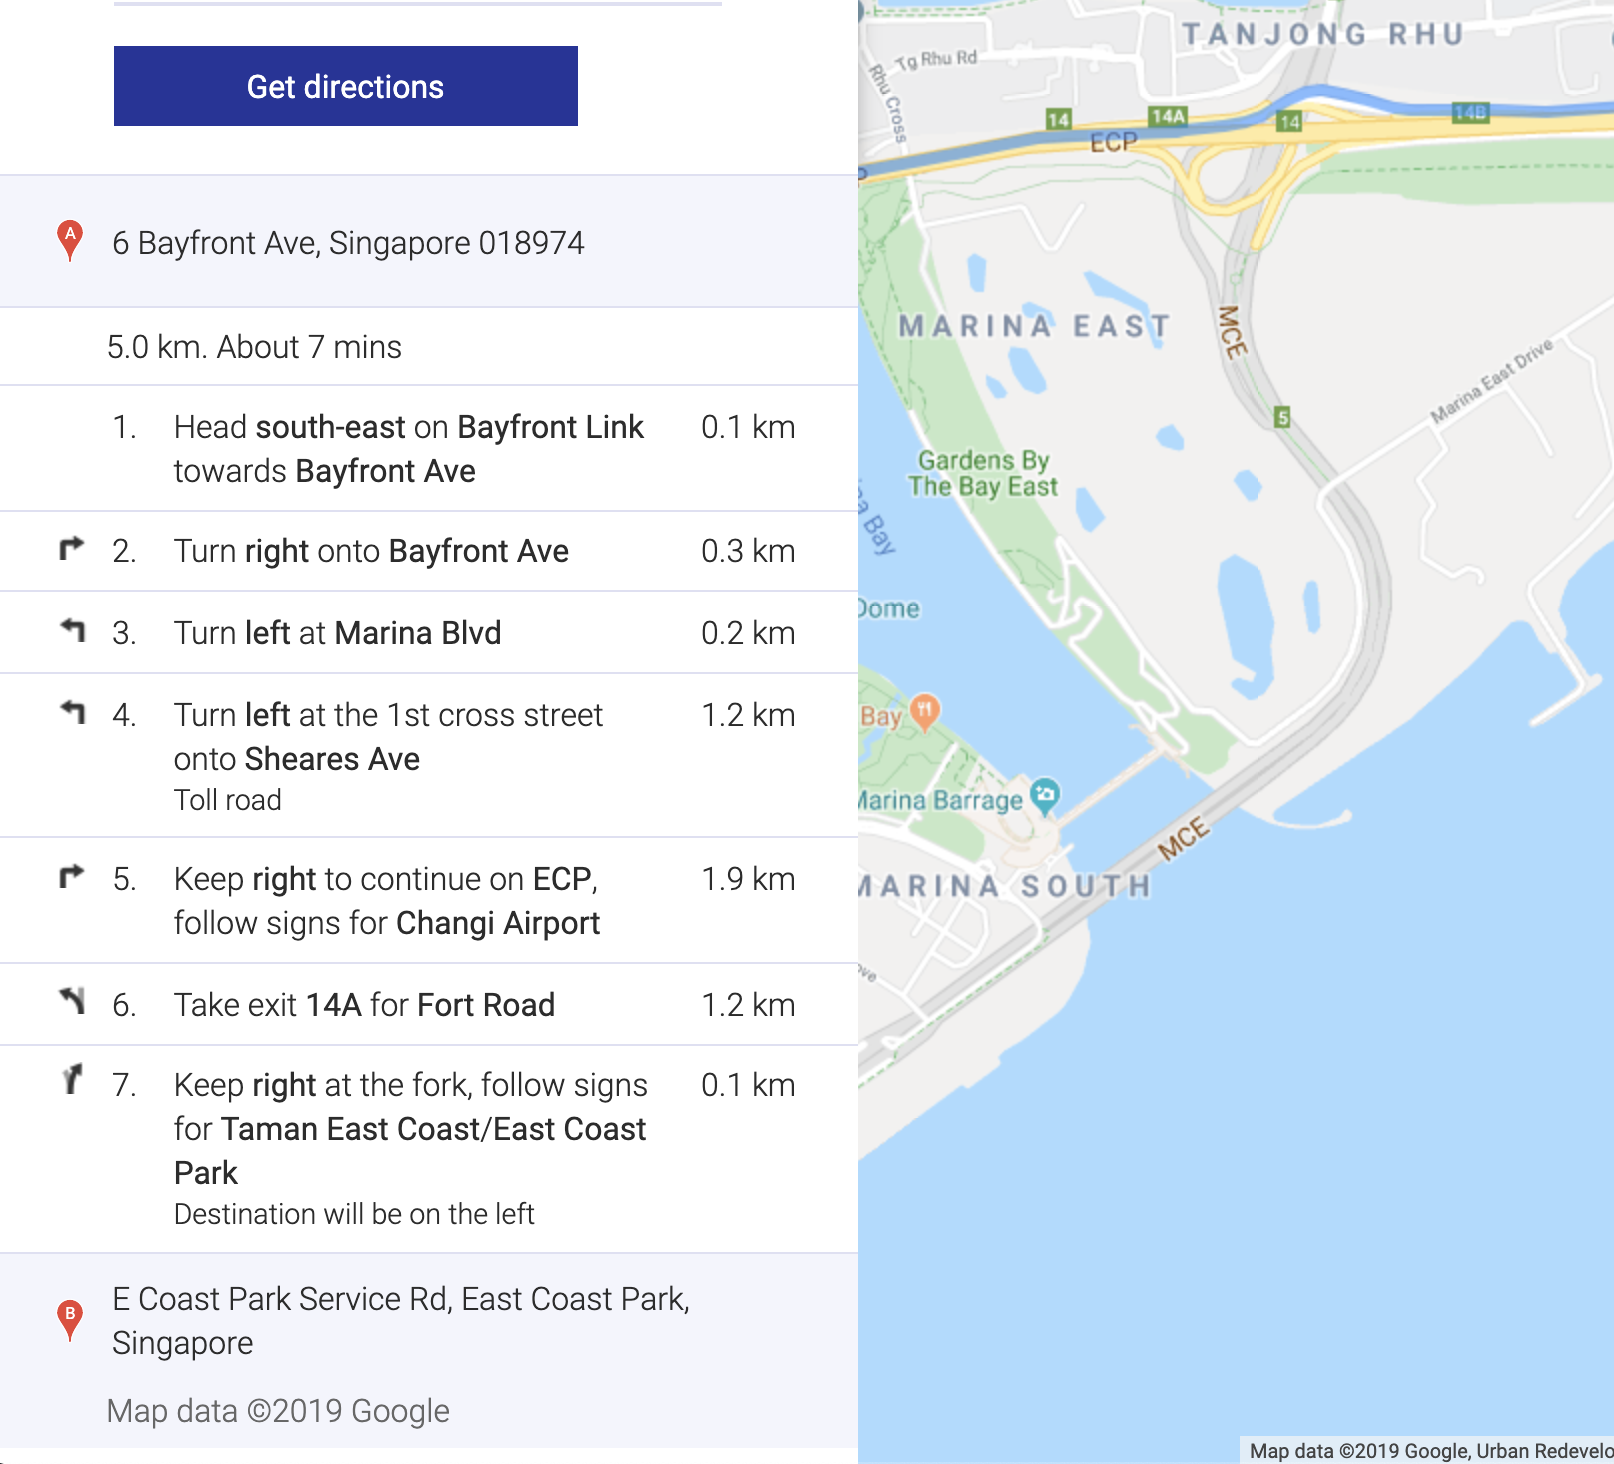 Get directions
A
6 Bayfront Ave, Singapore 018974
5.0 km. About 7 mins
1. Head south-east on Bayfront Link 0.1 km
towards Bayfront Ave
2. Turn right onto Bayfront Ave 0.3 km
3. Turn left at Marina Blvd 0.2 km
4. Turn left at the 1st cross street 1.2 km
onto Sheares Ave
Toll road
5. Keep right to continue on ECP, 1.9 km
follow signs for Changi Airport
6. Take exit 14A for Fort Road 1.2 km
7. Keep right at the fork, follow signs 0.1 km
for Taman East Coast/East Coast
Park
Destination will be on the left
B
E Coast Park Service Rd, East Coast Park,
Singapore
Map data ©2019 Google
TANJONG RHU
Tg Rhu Rd
Rhu Cross
14
14A
14
14B
ECP
MARINA EAST
MCE
Marina East Drive
5
Gardens By
The Bay East
Bay
Dome
Bay
Marina Barrage
MCE
MARINA SOUTH
Map data ©2019 Google, Urban Redevelo